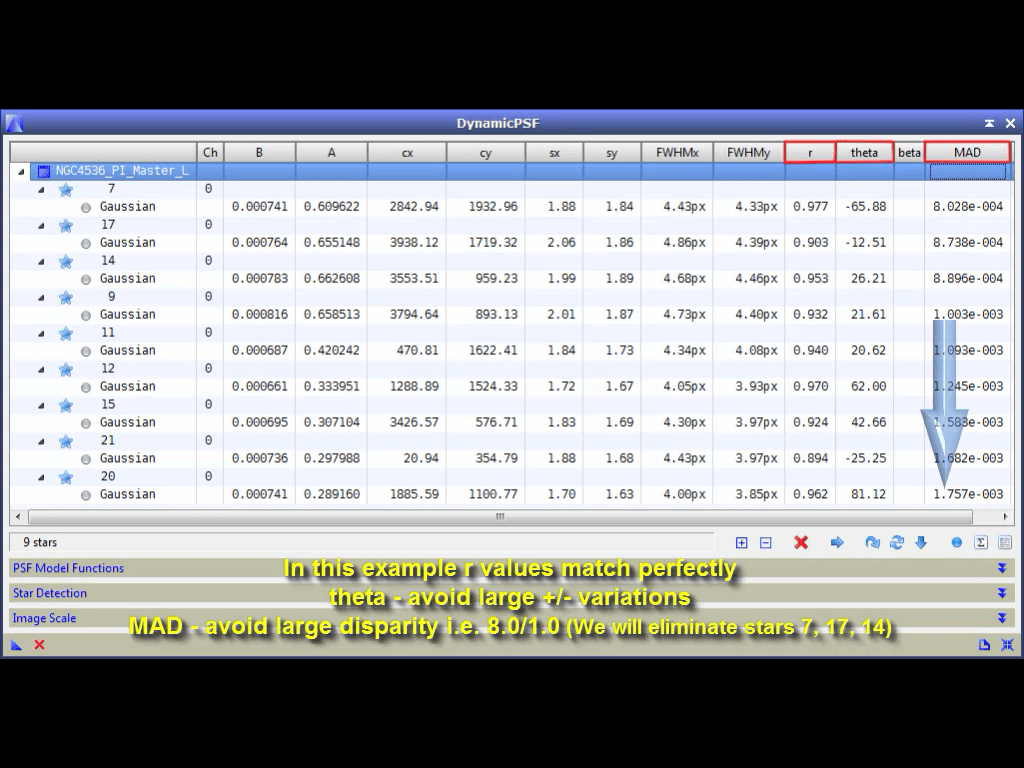 DynamicPSF
Ch B A cx cy sx sy FWHMx FWHMy r theta beta MAD
NGC4536_PI_Master_L
7 0
Gaussian 0.000741 0.609622 2842.94 1932.96 1.88 1.84 4.43px 4.33px 0.977 -65.88 8.028e-004
17 0
Gaussian 0.000764 0.655148 3938.12 1719.32 2.06 1.86 4.86px 4.39px 0.903 -12.51 8.738e-004
14 0
Gaussian 0.000783 0.662608 3553.51 959.23 1.99 1.89 4.68px 4.46px 0.953 26.21 8.896e-004
9 0
Gaussian 0.000816 0.658513 3794.64 893.13 2.01 1.87 4.73px 4.40px 0.932 21.61 1.003e-003
11 0
Gaussian 0.000687 0.420242 470.81 1622.41 1.84 1.73 4.34px 4.08px 0.940 20.62 1.093e-003
12 0
Gaussian 0.000661 0.333951 1288.89 1524.33 1.72 1.67 4.05px 3.93px 0.970 62.00 1.245e-003
15 0
Gaussian 0.000695 0.307104 3426.57 576.71 1.83 1.69 4.30px 3.97px 0.924 42.66 1.583e-003
21 0
Gaussian 0.000736 0.297988 20.94 354.79 1.88 1.68 4.43px 3.97px 0.894 -25.25 1.682e-003
20 0
Gaussian 0.000741 0.289160 1885.59 1100.77 1.70 1.63 4.00px 3.85px 0.962 81.12 1.757e-003
9 stars
PSF Model Functions
In this example r values match perfectly
Star Detection
theta - avoid large +/- variations
Image Scale
MAD - avoid large disparity i.e. 8.0/1.0 (We will eliminate stars 7, 17, 14)